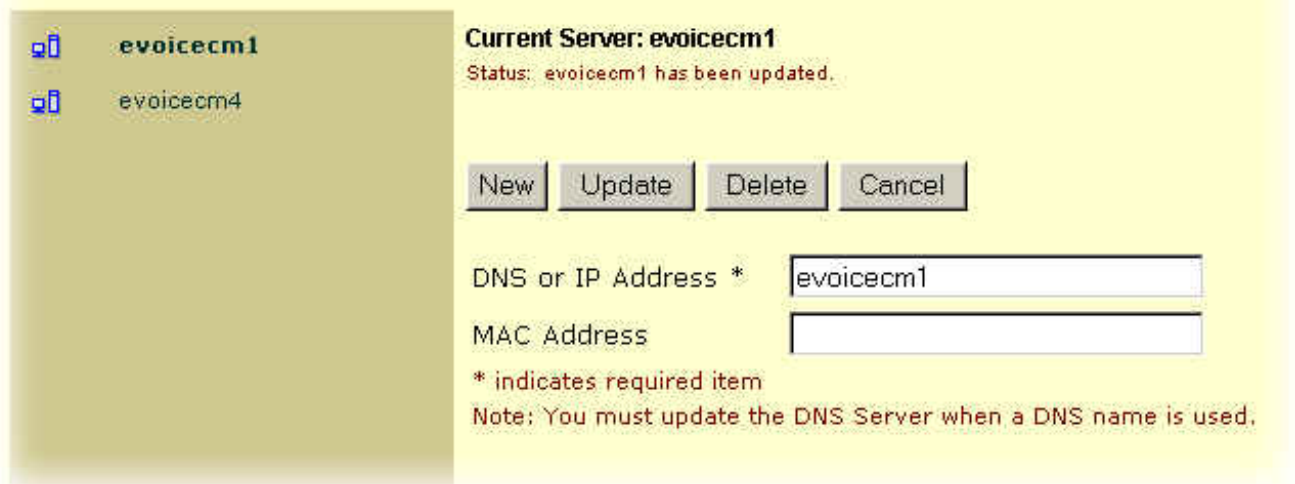 evoicecm1
evoicecm4
Current Server: evoicecm1
Status: evoicecm1 has been updated.
New Update Delete Cancel
DNS or IP Address * evoicecm1
MAC Address
* indicates required item
Note: You must update the DNS Server when a DNS name is used.